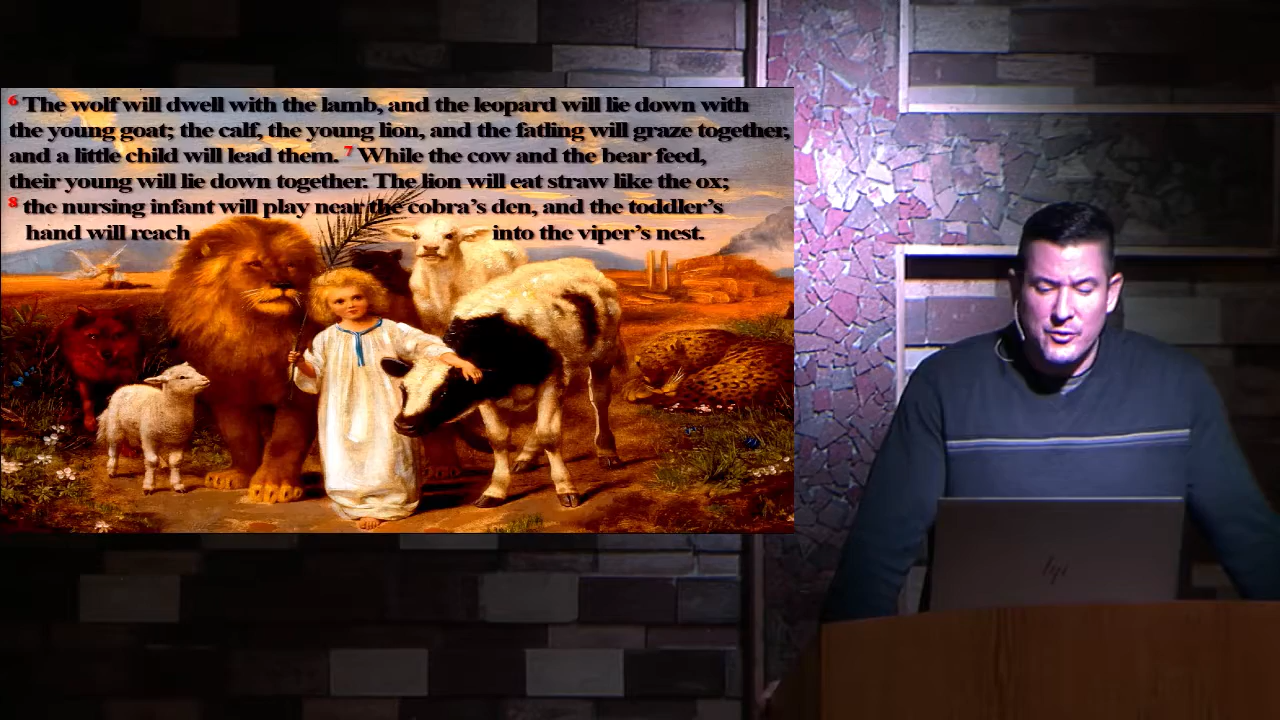 6 The wolf will dwell with the lamb, and the leopard will lie down with
the young goat; the calf, the young lion, and the fatling will graze together,
and a little child will lead them. 7 While the cow and the bear feed,
their young will lie down together. The lion will eat straw like the ox;
8 the nursing infant will play near the cobra's den, and the toddler's
hand will reach into the viper's nest.
hp